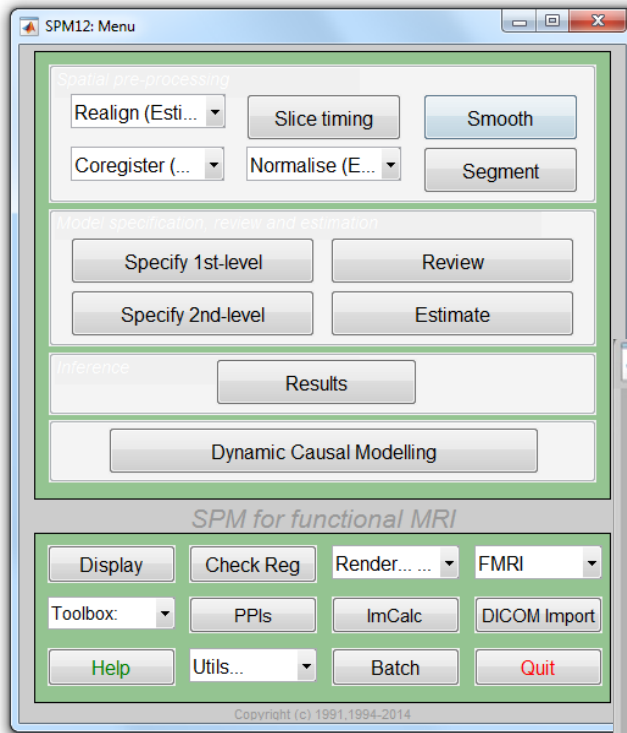 SPM12: Menu
Spatial pre-processing
Realign (Esti...
Slice timing
Smooth
Coregister (...
Normalise (E...
Segment
Model specification, review and estimation
Specify 1st-level
Review
Specify 2nd-level
Estimate
Inference
Results
Dynamic Causal Modelling
SPM for functional MRI
Display
Check Reg
Render... ...
FMRI
Toolbox:
PPIs
ImCalc
DICOM Import
Help
Utils...
Batch
Quit
Copyright (c) 1991,1994-2014